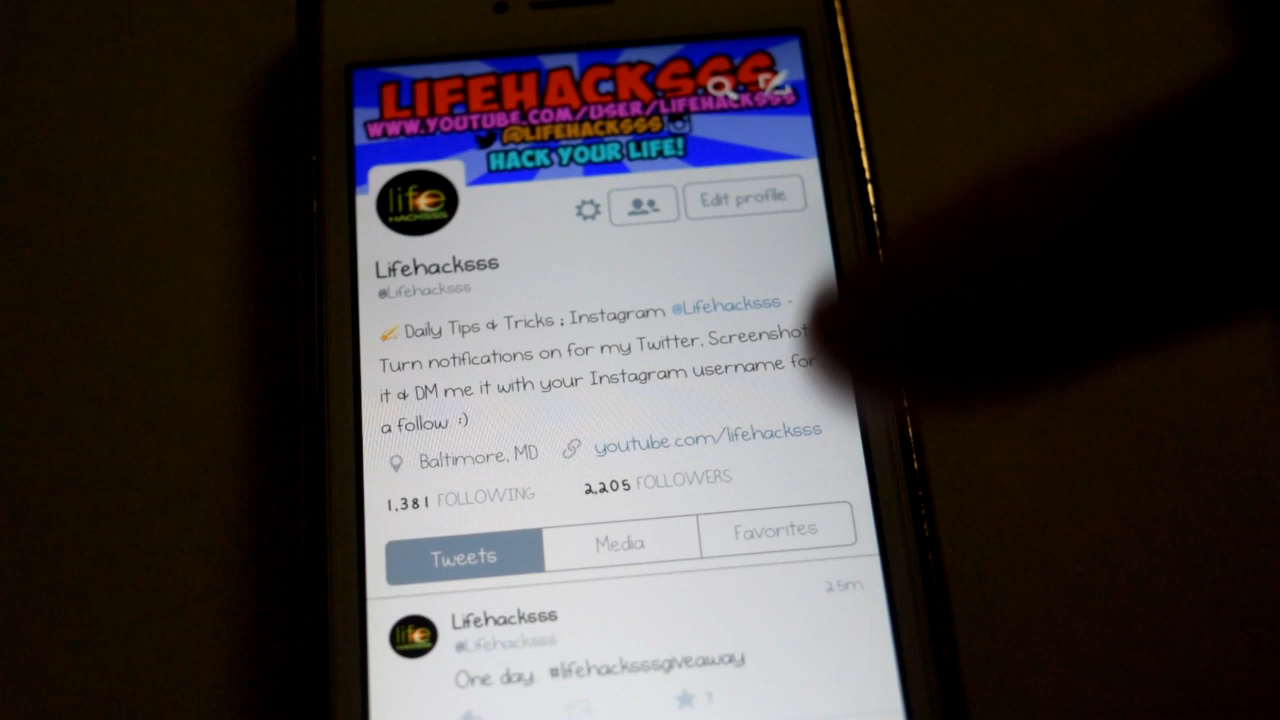 LIFEHACKSSS
WWW.YOUTUBE.COM/USER/LIFEHACKSSS
@LIFEHACKSSS
HACK YOUR LIFE!
life
HACKSSS
Edit profile
Lifehacksss
@Lifehacksss
Daily Tips & Tricks ; Instagram @Lifehacksss -
Turn notifications on for my Twitter, Screenshot
it & DM me it with your Instagram username for
a follow :)
Baltimore, MD youtube.com/lifehacksss
1,381 FOLLOWING 2,205 FOLLOWERS
Tweets Media Favorites
Lifehacksss 25m
@Lifehacksss
life
One day #lifehacksssgiveaway